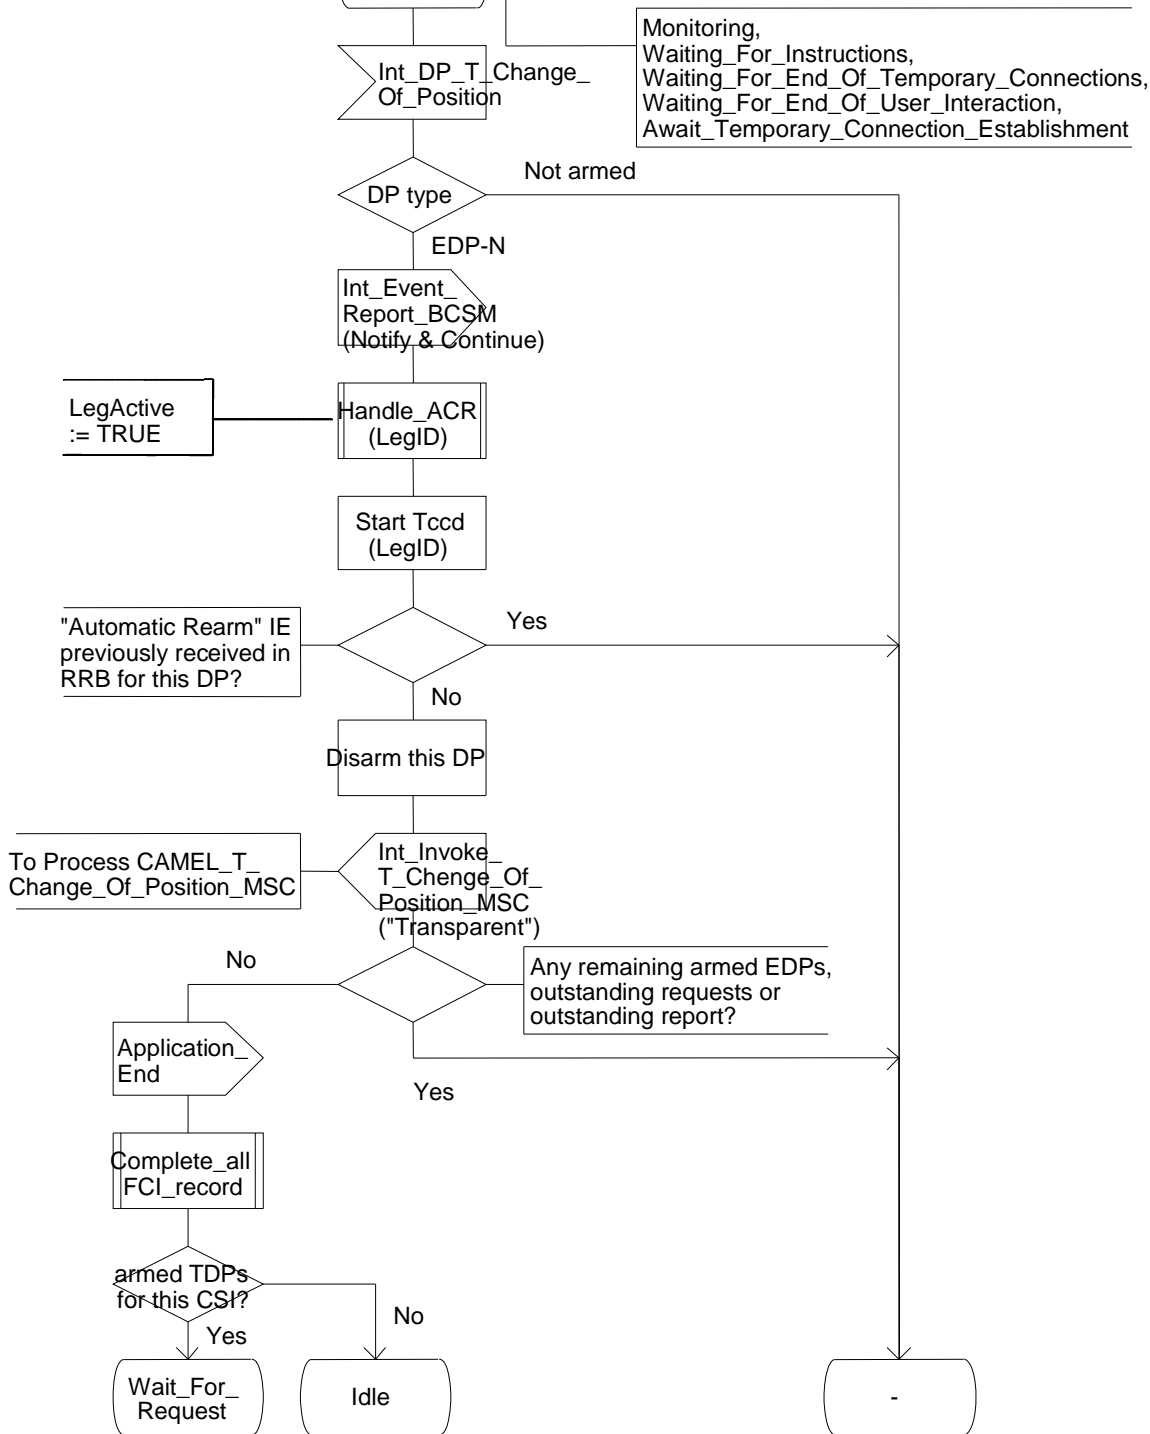 Monitoring,
Waiting_For_Instructions,
Waiting_For_End_Of_Temporary_Connections,
Waiting_For_End_Of_User_Interaction,
Await_Temporary_Connection_Establishment
Int_DP_T_Change_
Of_Position
Not armed
DP type
EDP-N
Int_Event_
Report_BCSM
(Notify & Continue)
LegActive
:= TRUE
Handle_ACR
(LegID)
Start Tccd
(LegID)
"Automatic Rearm" IE
previously received in
RRB for this DP?
Yes
No
Disarm this DP
To Process CAMEL_T_
Change_Of_Position_MSC
Int_Invoke_
T_Chenge_Of_
Position_MSC
("Transparent")
No
Any remaining armed EDPs,
outstanding requests or
outstanding report?
Application_
End
Yes
Complete_all
FCI_record
armed TDPs
for this CSI?
No
Yes
Wait_For_
Request
Idle
-